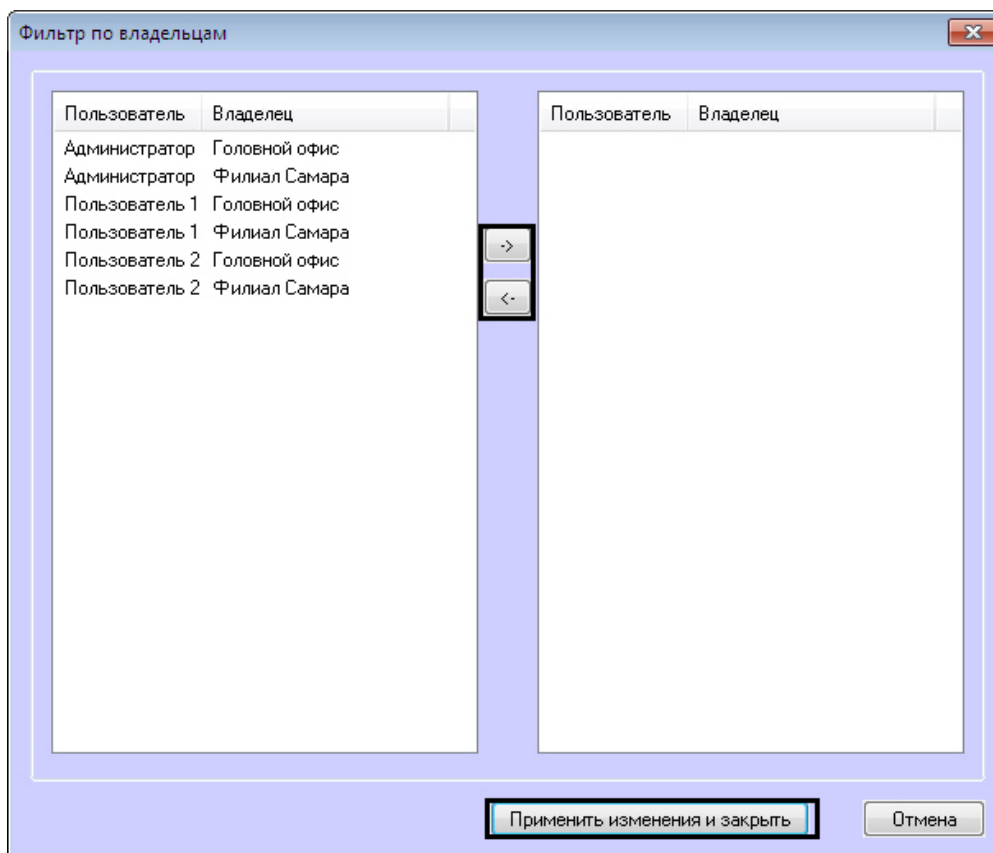 Фильтр по владельцам
Пользователь Владелец
Администратор Головной офис
Администратор Филиал Самара
Пользователь 1 Головной офис
Пользователь 1 Филиал Самара
Пользователь 2 Головной офис
Пользователь 2 Филиал Самара
->
<-
Пользователь Владелец
Применить изменения и закрыть Отмена